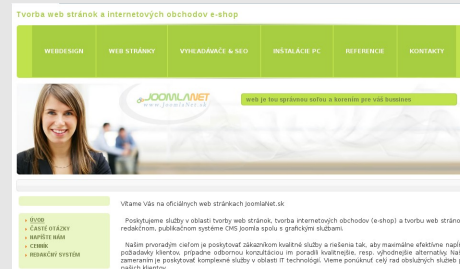 Tvorba web stránok a internetových obchodov e-shop
WEBDESIGN WEB STRÁNKY VYHĽADÁVAČE & SEO INŠTALÁCIE PC REFERENCIE KONTAKTY
JOOMLANET
www.JoomlaNet.sk
web je tou správnou soľou a korením pre váš bussines
ÚVOD
ČASTÉ OTÁZKY
NAPÍŠTE NÁM
CENNÍK
REDAKČNÝ SYSTÉM
Vítame Vás na oficiálnych web stránkach JoomlaNet.sk
Poskytujeme služby v oblasti tvorby web stránok, tvorba internetových obchodov (e-shop) a tvorbu web stráno
redakčnom, publikačnom systéme CMS Joomla spolu s grafickými službami.
Našim prvoradým cieľom je poskytovať zákazníkom kvalitné služby a riešenia tak, aby maximálne efektívne
požiadavky klientov, prípadne odbornou konzultáciou im poradili kvalitnejšie, resp. výhodnejšie alternatívy.
zameraním je poskytovať komplexné služby v oblasti IT technológií. Vieme ponúknuť celý rad obslužných služieb
našich klientov